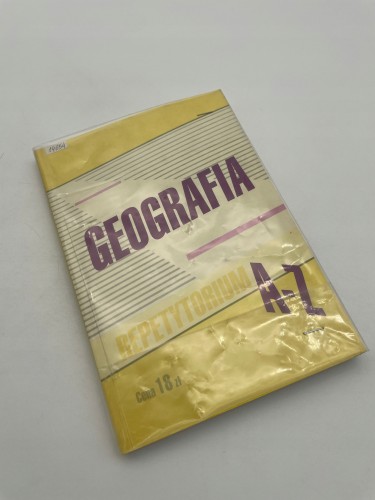 GEOGRAFIA
REPETYTORIUM
A-Z
Cena 18 zł